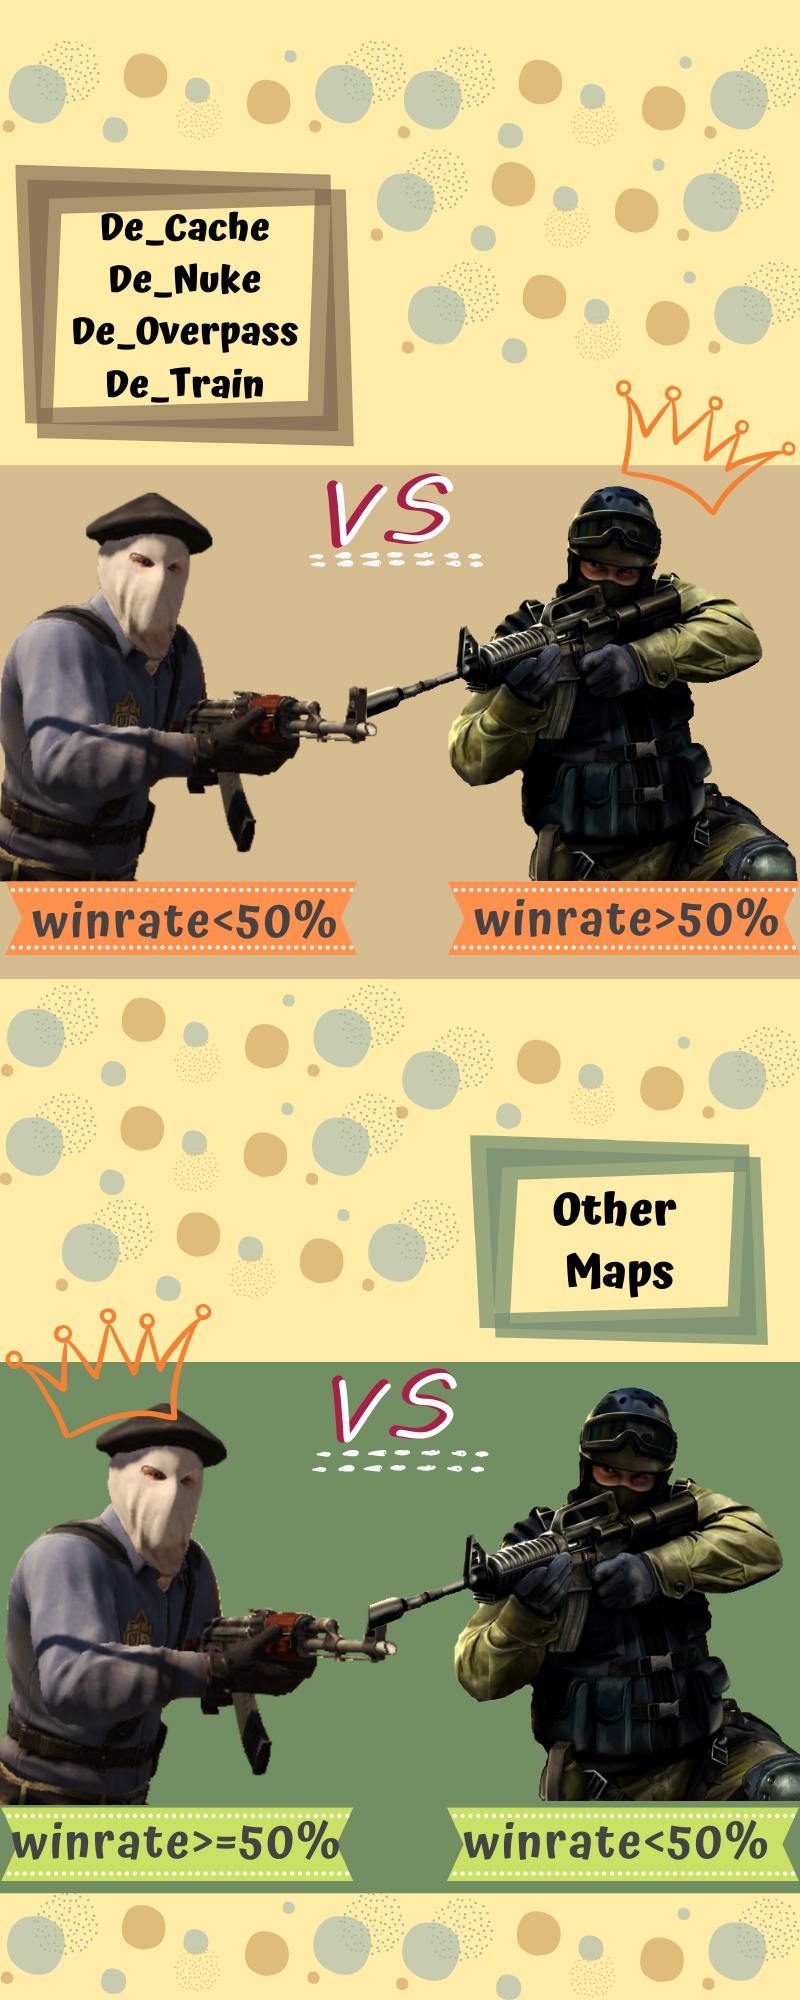 De_Cache
De_Nuke
De_Overpass
De_Train
VS
winrate<50%
winrate>50%
Other
Maps
VS
winrate>=50%
winrate<50%